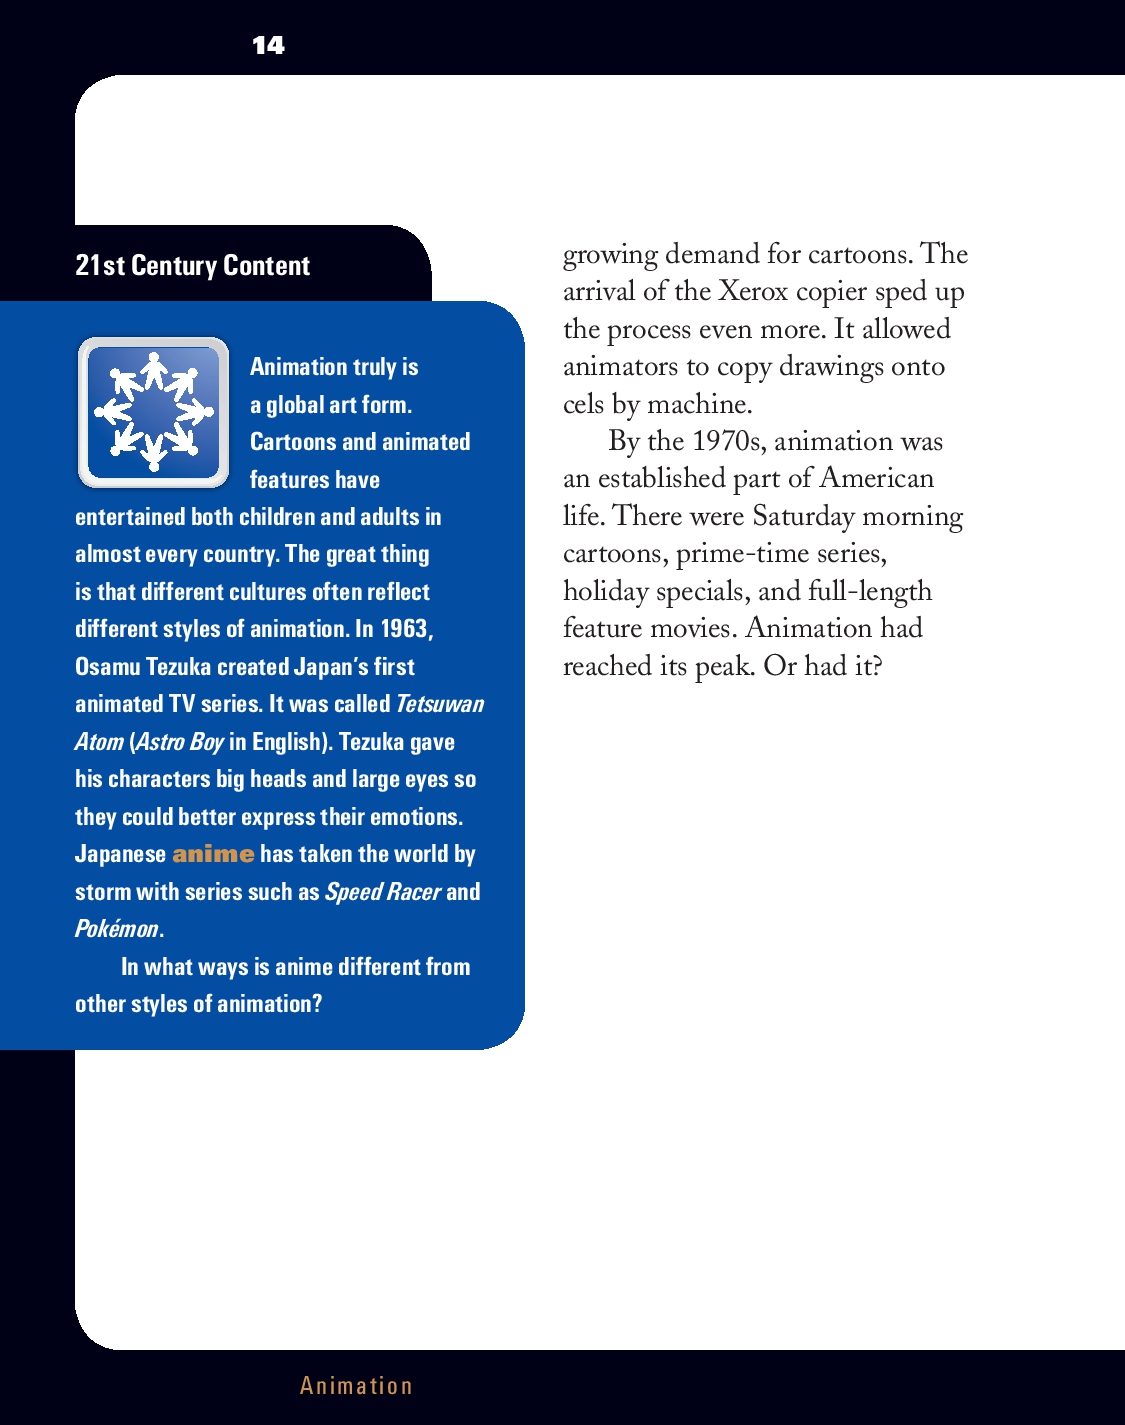 14
21st Century Content
Animation truly is
a global art form.
Cartoons and animated
features have
entertained both children and adults in
almost every country. The great thing
is that different cultures often reflect
different styles of animation. In 1963,
Osamu Tezuka created Japan's first
animated TV series. It was called Tetsuwan
Atom (Astro Boy in English). Tezuka gave
his characters big heads and large eyes so
they could better express their emotions.
Japanese anime has taken the world by
storm with series such as Speed Racer and
Pokémon.
In what ways is anime different from
other styles of animation?
growing demand for cartoons. The
arrival of the Xerox copier sped up
the process even more. It allowed
animators to copy drawings onto
cels by machine.
By the 1970s, animation was
an established part of American
life. There were Saturday morning
cartoons, prime-time series,
holiday specials, and full-length
feature movies. Animation had
reached its peak. Or had it?
Animation